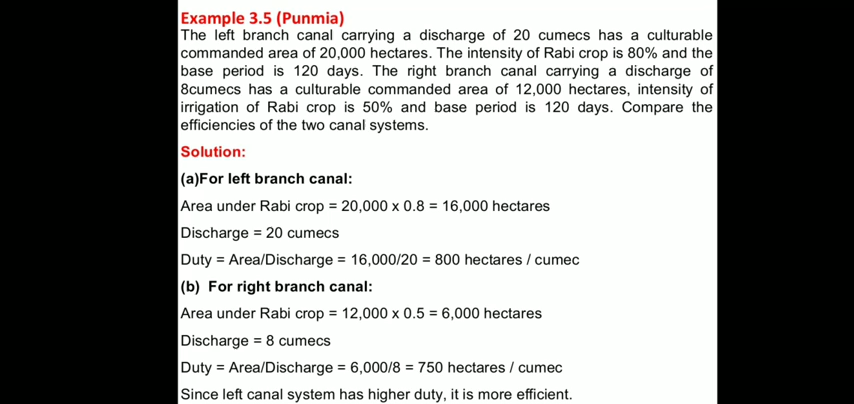 Example 3.5 (Punmia)
The left branch canal carrying a discharge of 20 cumecs has a culturable
commanded area of 20,000 hectares. The intensity of Rabi crop is 80% and the
base period is 120 days. The right branch canal carrying a discharge of
8cumecs has a culturable commanded area of 12,000 hectares, intensity of
irrigation of Rabi crop is 50% and base period is 120 days. Compare the
efficiencies of the two canal systems.
Solution:
(a)For left branch canal:
Area under Rabi crop = 20,000 x 0.8 = 16,000 hectares
Discharge = 20 cumecs
Duty = Area/Discharge = 16,000/20 = 800 hectares / cumec
(b) For right branch canal:
Area under Rabi crop = 12,000 x 0.5 = 6,000 hectares
Discharge = 8 cumecs
Duty = Area/Discharge = 6,000/8 = 750 hectares / cumec
Since left canal system has higher duty, it is more efficient.